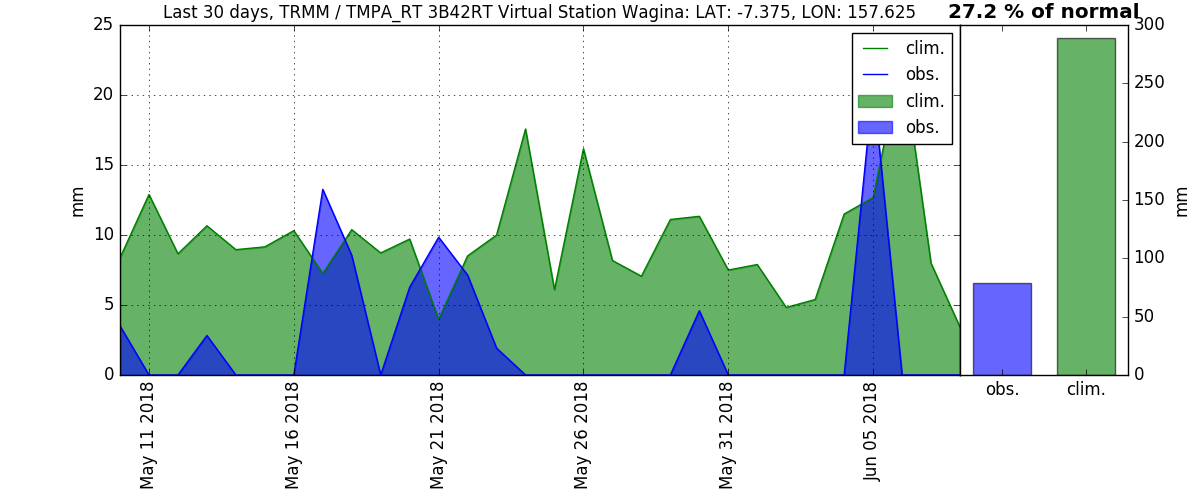 Last 30 days, TRMM / TMPA_RT 3B42RT Virtual Station Wagina: LAT: -7.375, LON: 157.625
27.2 % of normal
25
20
15
10
5
0
mm
clim.
obs.
clim.
obs.
May 11 2018
May 16 2018
May 21 2018
May 26 2018
May 31 2018
Jun 05 2018
300
250
200
150
100
50
0
mm
obs.
clim.